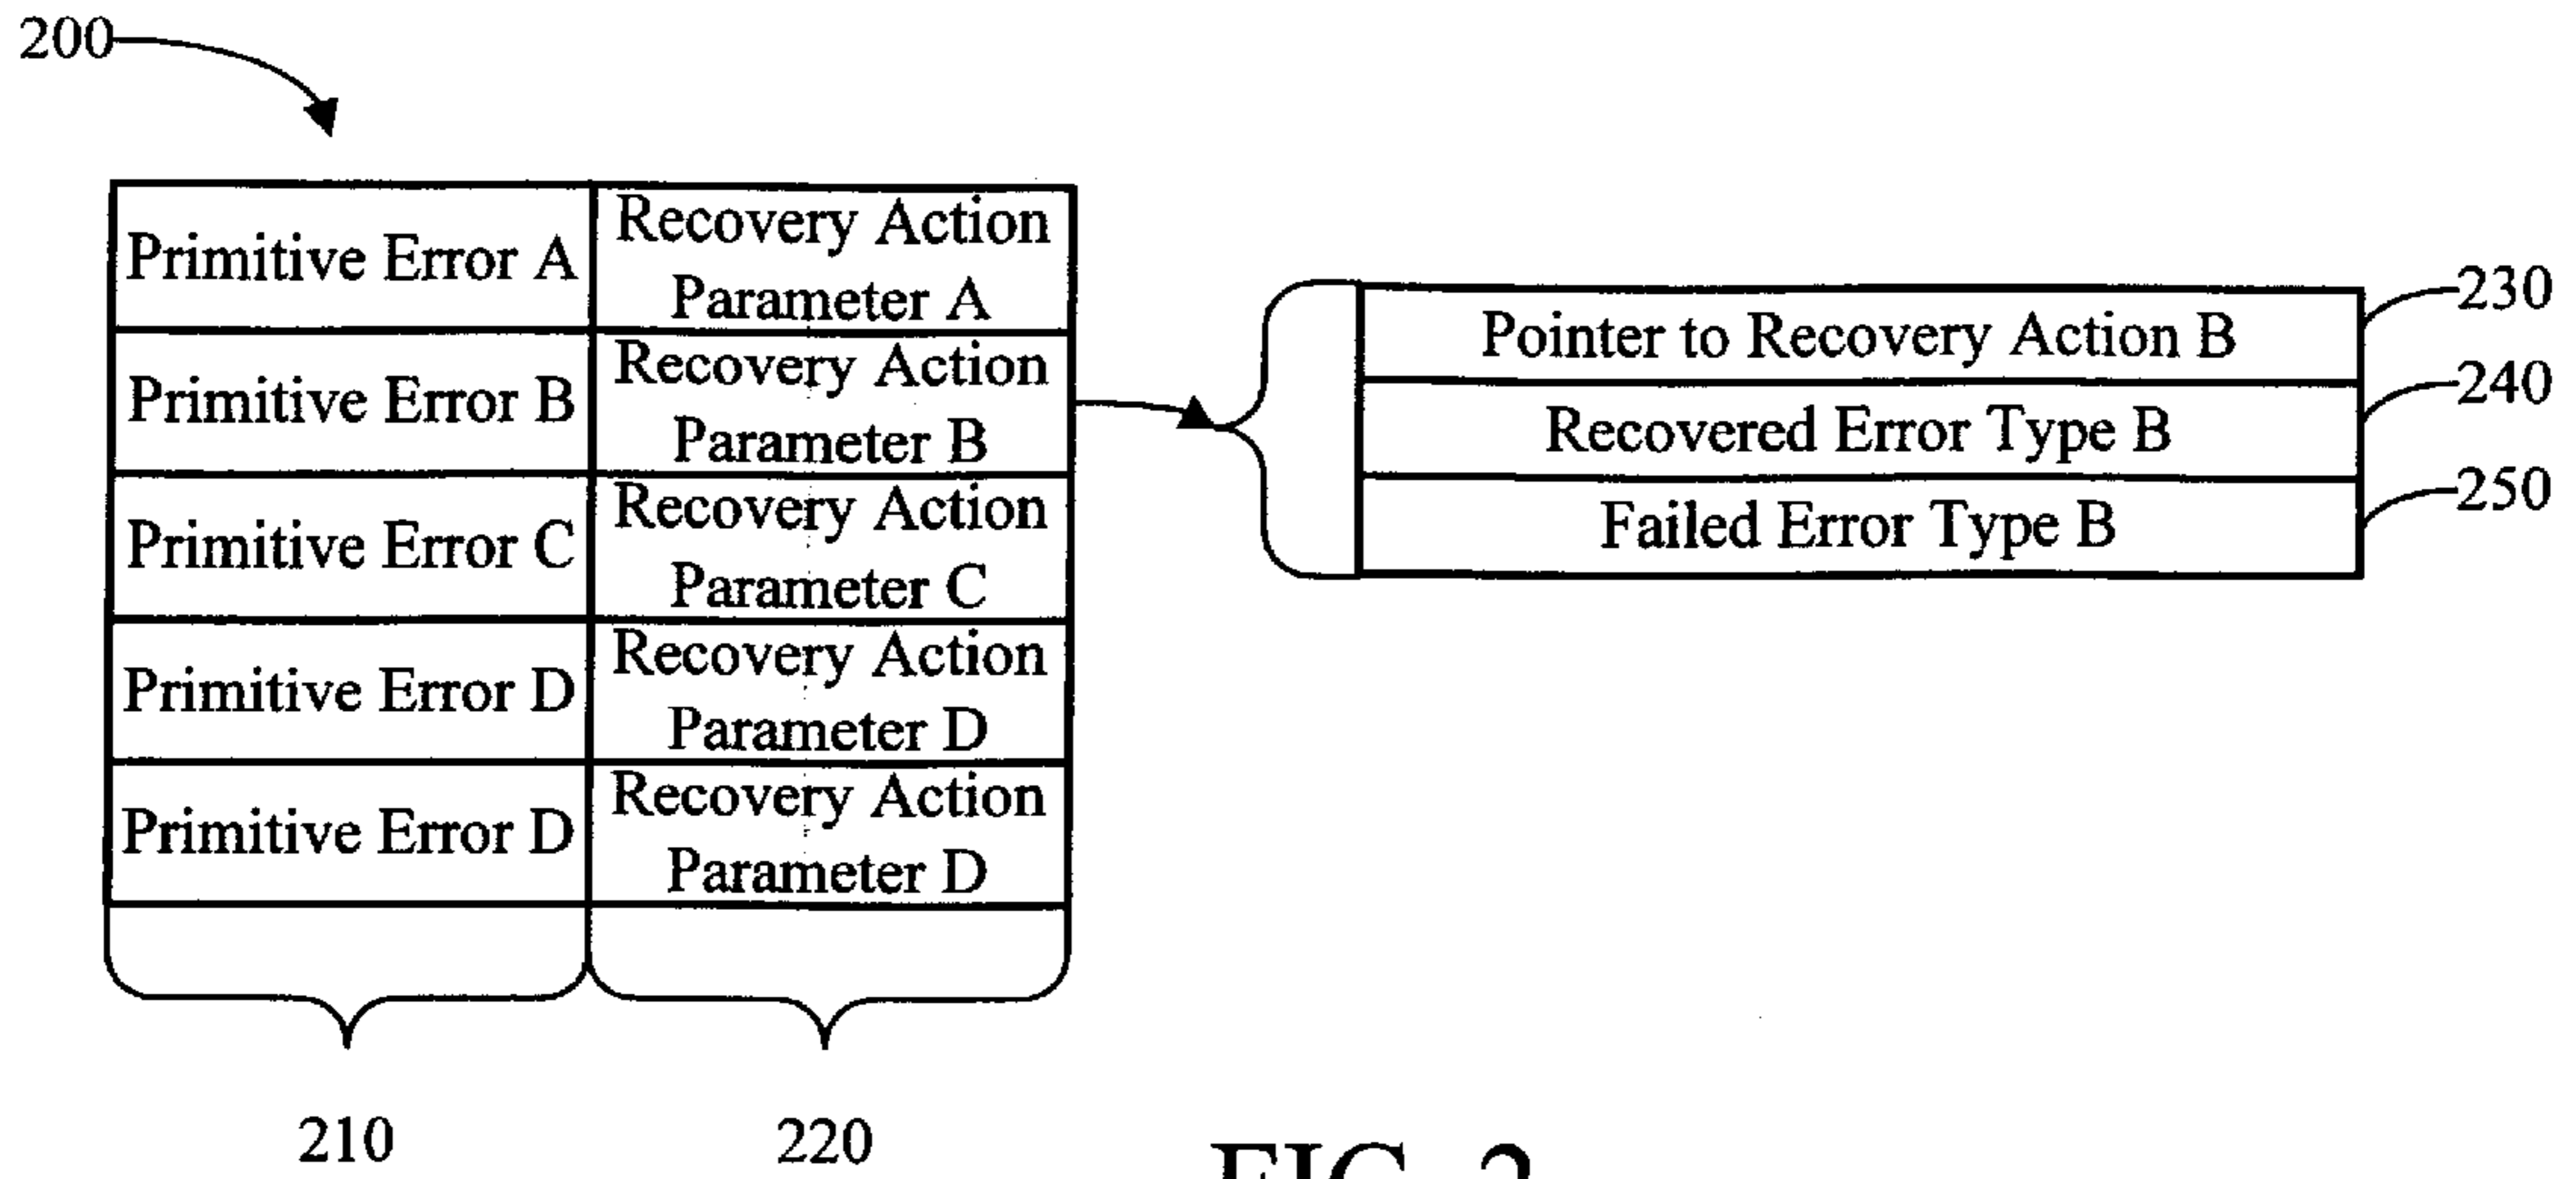 200
Primitive Error A
Recovery Action
Parameter A
Primitive Error B
Recovery Action
Parameter B
Primitive Error C
Recovery Action
Parameter C
Primitive Error D
Recovery Action
Parameter D
Primitive Error D
Recovery Action
Parameter D
210
220
Pointer to Recovery Action B
230
Recovered Error Type B
240
Failed Error Type B
250
FIG. 2